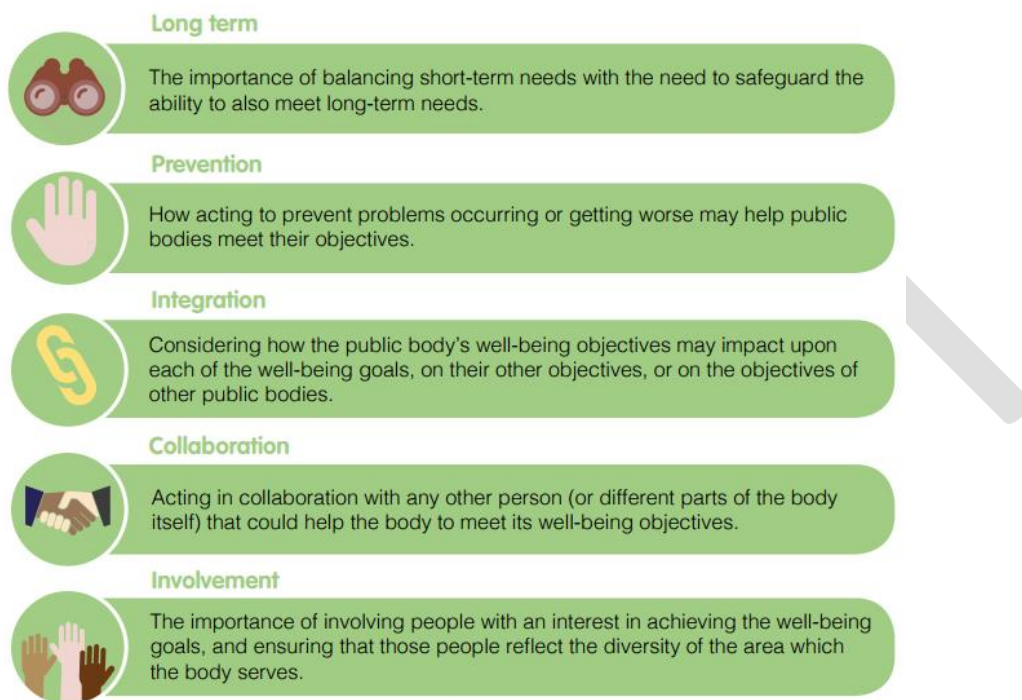 Long term
The importance of balancing short-term needs with the need to safeguard the
ability to also meet long-term needs.
Prevention
How acting to prevent problems occurring or getting worse may help public
bodies meet their objectives.
Integration
Considering how the public body's well-being objectives may impact upon
each of the well-being goals, on their other objectives, or on the objectives of
other public bodies.
Collaboration
Acting in collaboration with any other person (or different parts of the body
itself) that could help the body to meet its well-being objectives.
Involvement
The importance of involving people with an interest in achieving the well-being
goals, and ensuring that those people reflect the diversity of the area which
the body serves.